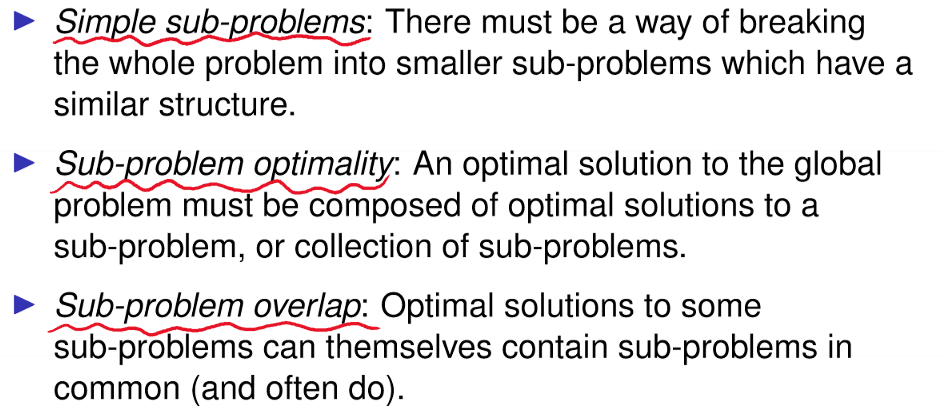 ▶ Simple sub-problems: There must be a way of breaking
the whole problem into smaller sub-problems which have a
similar structure.
▶ Sub-problem optimality: An optimal solution to the global
problem must be composed of optimal solutions to a
sub-problem, or collection of sub-problems.
▶ Sub-problem overlap: Optimal solutions to some
sub-problems can themselves contain sub-problems in
common (and often do).